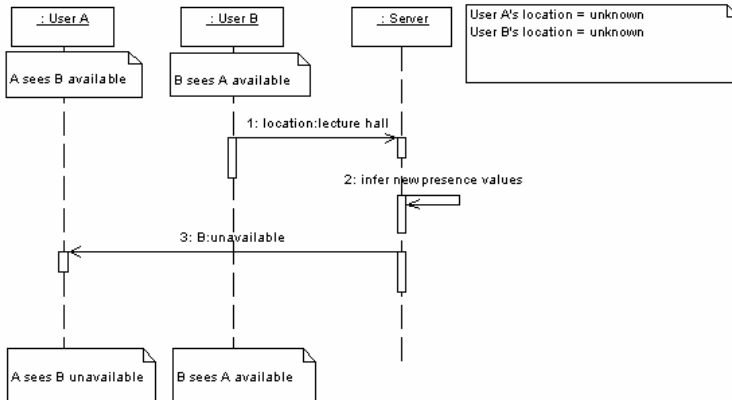 : User A
: User B
: Server
User A's location = unknown
User B's location = unknown
A sees B available
B sees A available
1: location:lecture hall
2: infer new presence values
3: B:unavailable
A sees B unavailable
B sees A available